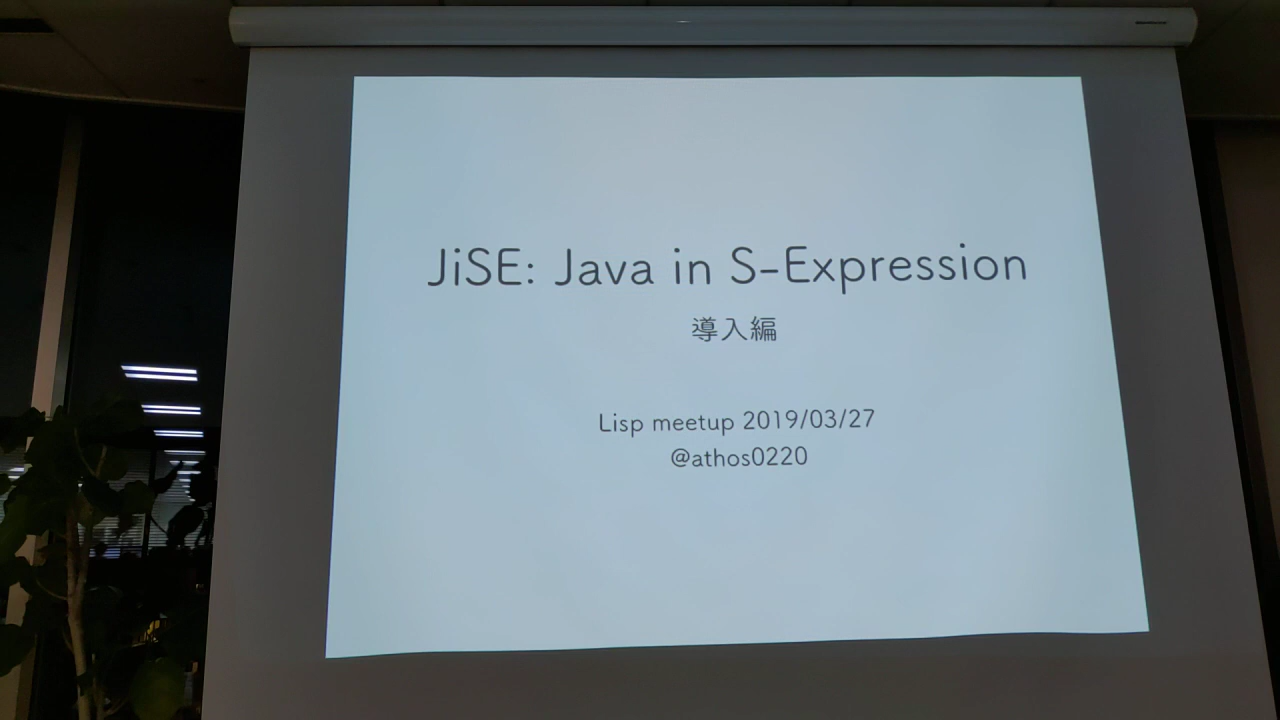 JiSE: Java in S-Expression
導入編
Lisp meetup 2019/03/27
@athos0220